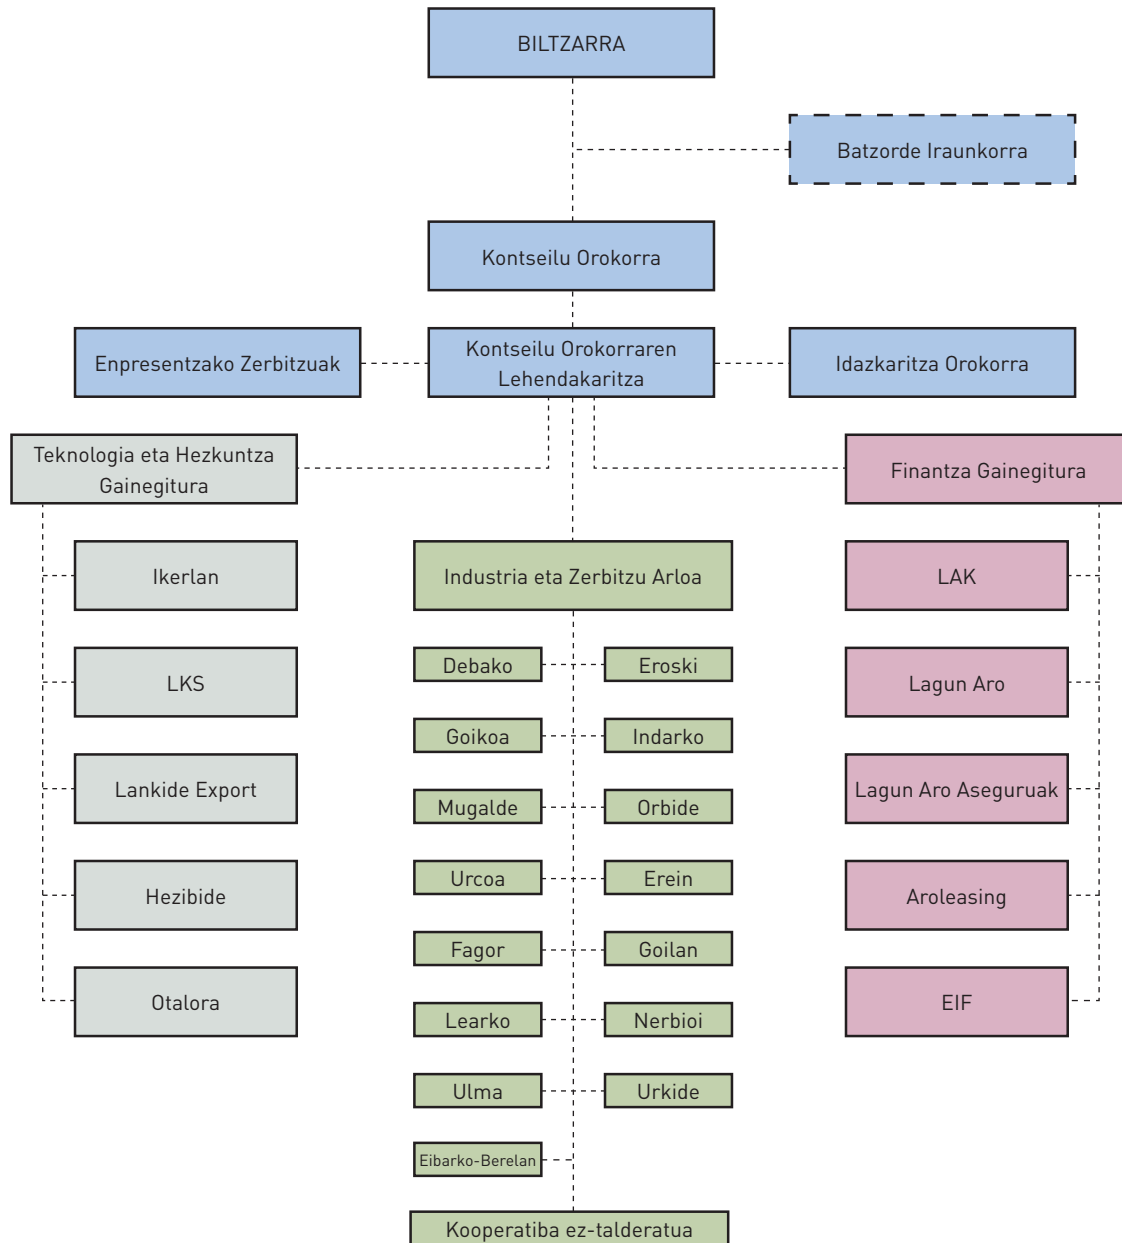 BILTZARRA
Batzorde Iraunkorra
Kontseilu Orokorra
Enpresentzako Zerbitzuak
Kontseilu Orokorraren
Lehendakaritza
Idazkaritza Orokorra
Teknologia eta Hezkuntza
Gainegitura
Finantza Gainegitura
Ikerlan
LKS
Lankide Export
Hezibide
Otalora
Industria eta Zerbitzu Arloa
Debako
Eroski
Goikoa
Indarko
Mugalde
Orbide
Urcoa
Erein
Fagor
Goilan
Learko
Nerbioi
Ulma
Urkide
Eibarko-Berelan
Kooperatiba ez-talderatua
LAK
Lagun Aro
Lagun Aro Aseguruak
Aroleasing
EIF